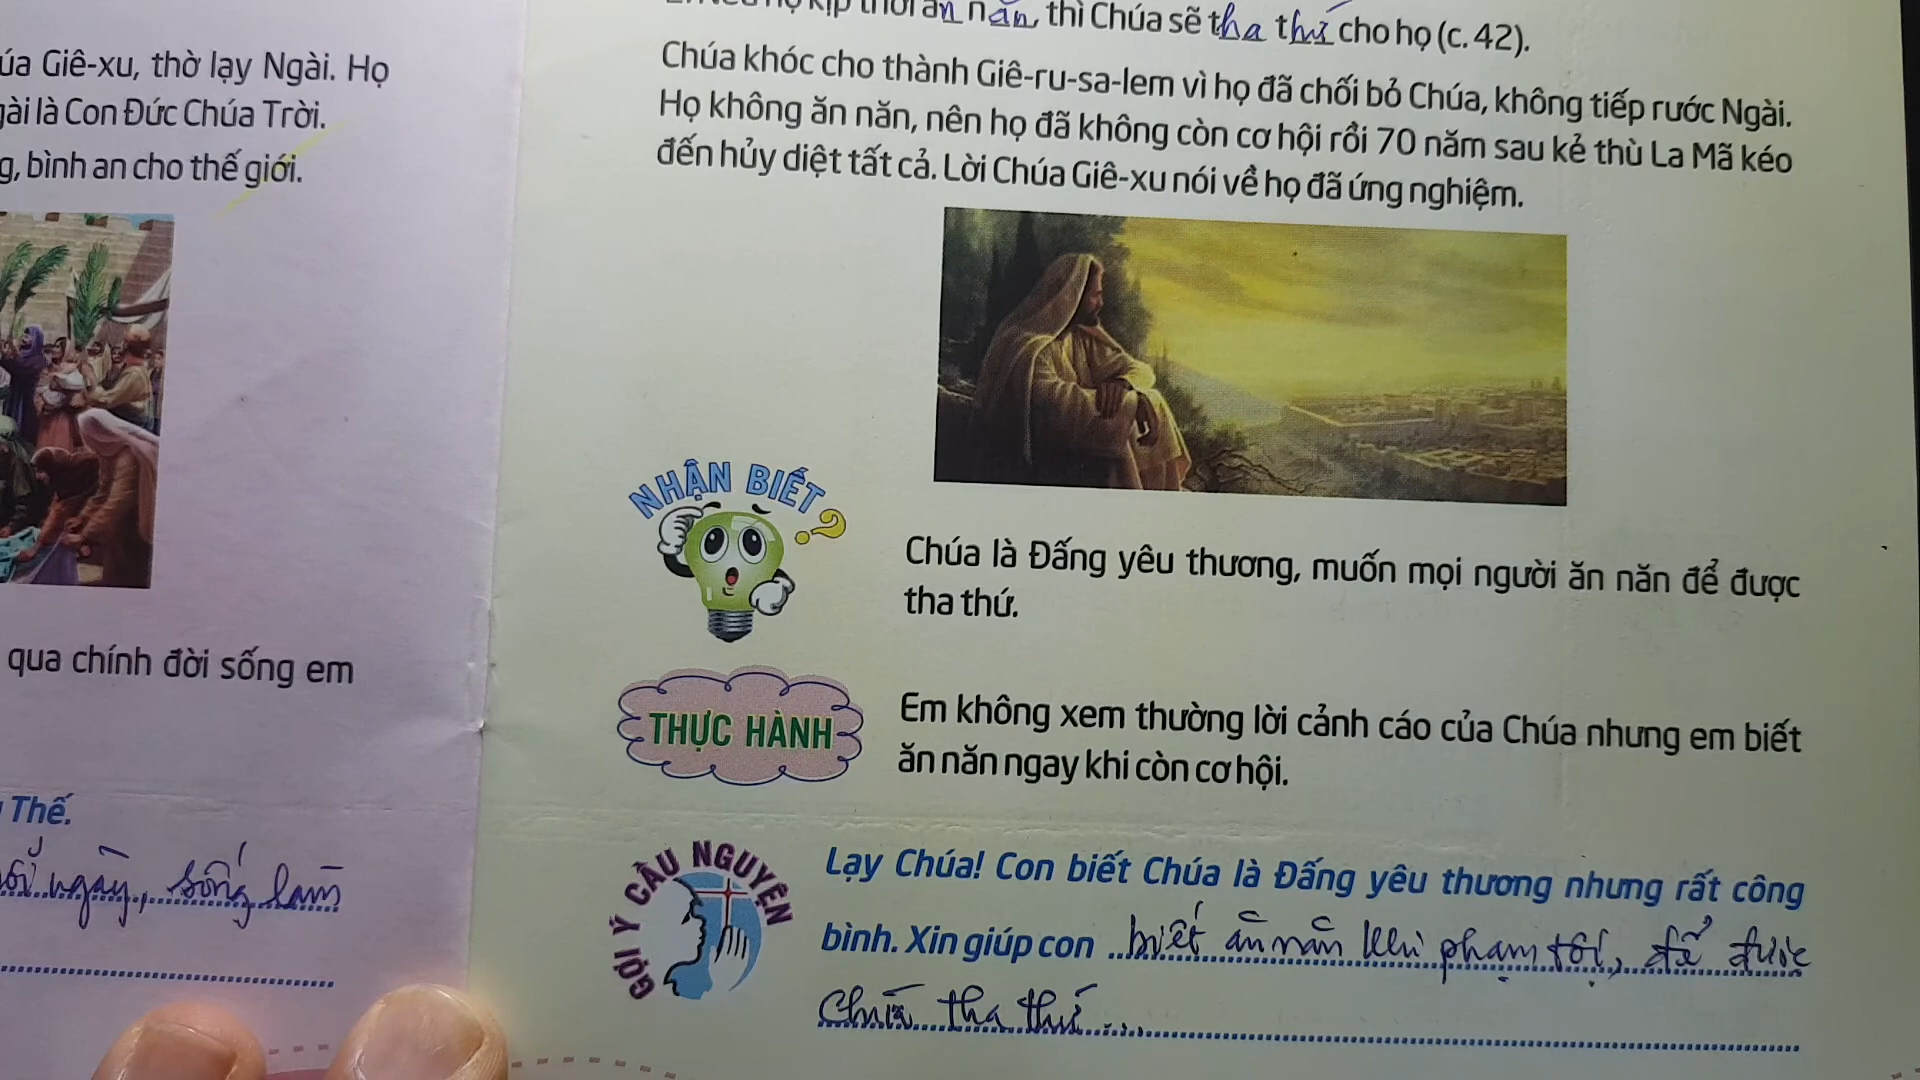 úa Giê-xu, thờ lạy Ngài. Họ
gài là Con Đức Chúa Trời.
g, bình an cho thế giới.
qua chính đời sống em
Thế.
ngày, sống làm
ăn năn, thì Chúa sẽ tha thứ cho họ (c. 42).
Chúa khóc cho thành Giê-ru-sa-lem vì họ đã chối bỏ Chúa, không tiếp rước Ngài.
Họ không ăn năn, nên họ đã không còn cơ hội rồi 70 năm sau kẻ thù La Mã kéo
đến hủy diệt tất cả. Lời Chúa Giê-xu nói về họ đã ứng nghiệm.
NHẬN BIẾT?
Chúa là Đấng yêu thương, muốn mọi người ăn năn để được
tha thứ.
THỰC HÀNH
Em không xem thường lời cảnh cáo của Chúa nhưng em biết
ăn năn ngay khi còn cơ hội.
GỢI Ý CẦU NGUYỆN
Lạy Chúa! Con biết Chúa là Đấng yêu thương nhưng rất công
bình. Xin giúp con biết ăn năn khi phạm tội, để được
Chúa tha thứ...